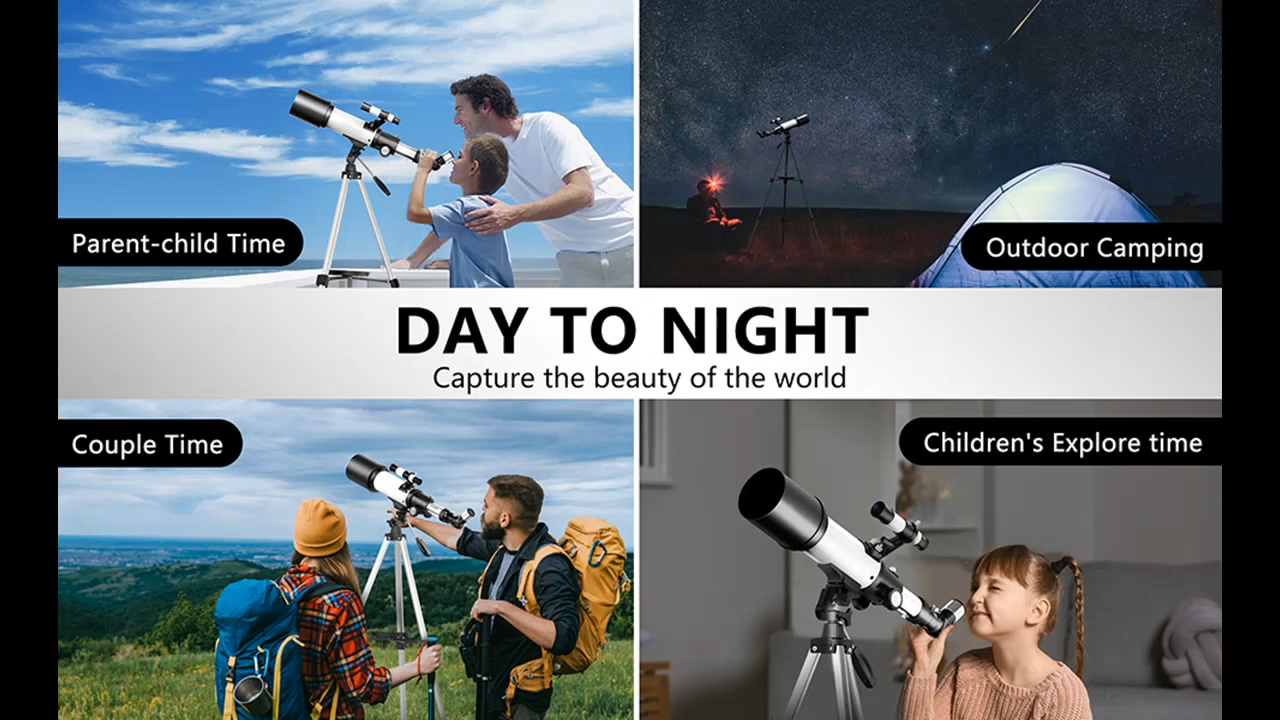 Parent-child Time
Outdoor Camping
DAY TO NIGHT
Capture the beauty of the world
Couple Time
Children's Explore time